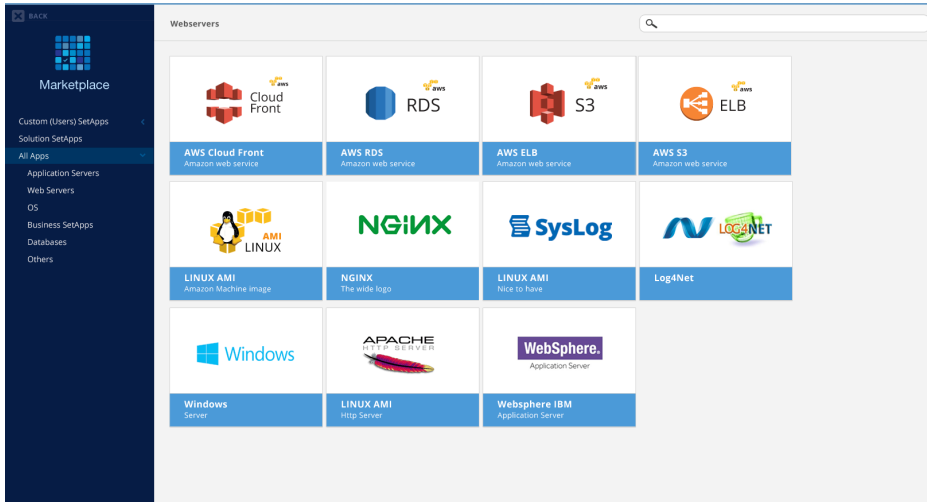 BACK
Marketplace
Custom (Users) SetApps
Solution SetApps
All Apps
Application Servers
Web Servers
OS
Business SetApps
Databases
Others
Webservers
aws
Cloud
Front
AWS Cloud Front
Amazon web service
aws
RDS
AWS RDS
Amazon web service
aws
S3
AWS ELB
Amazon web service
aws
ELB
AWS S3
Amazon web service
AMI
LINUX
LINUX AMI
Amazon Machine image
NGiNX
NGINX
The wide logo
SysLog
LINUX AMI
Nice to have
LOG4NET
Log4Net
Windows
Windows
Server
APACHE
HTTP SERVER
LINUX AMI
Http Server
WebSphere.
Application Server
Websphere IBM
Application Server